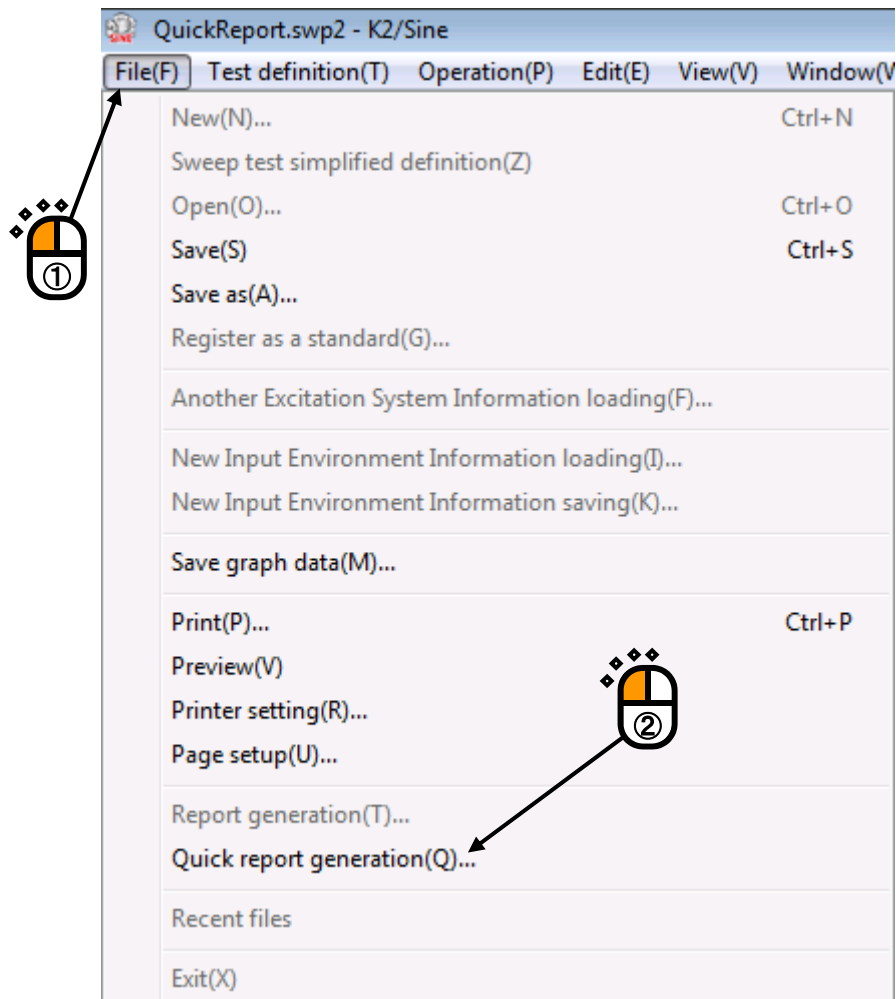 QuickReport.swp2 - K2/Sine
File(F) Test definition(T) Operation(P) Edit(E) View(V) Window(W
New(N)... Ctrl+N
Sweep test simplified definition(Z)
Open(O)... Ctrl+O
①
Save(S) Ctrl+S
Save as(A)...
Register as a standard(G)...
Another Excitation System Information loading(F)...
New Input Environment Information loading(I)...
New Input Environment Information saving(K)...
Save graph data(M)...
Print(P)... Ctrl+P
Preview(V)
Printer setting(R)...
②
Page setup(U)...
Report generation(T)...
Quick report generation(Q)...
Recent files
Exit(X)